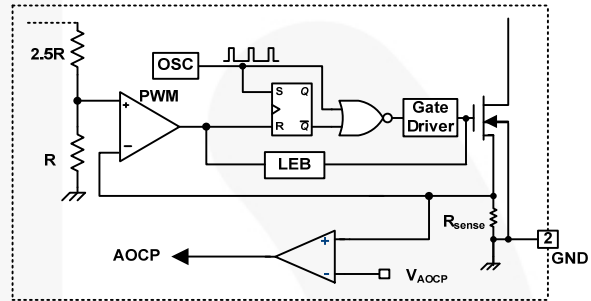 2.5R
OSC
PWM
+
−
R
S Q
R Q̅
Gate
Driver
LEB
Rsense
2
GND
AOCP
+
-
VAOCP